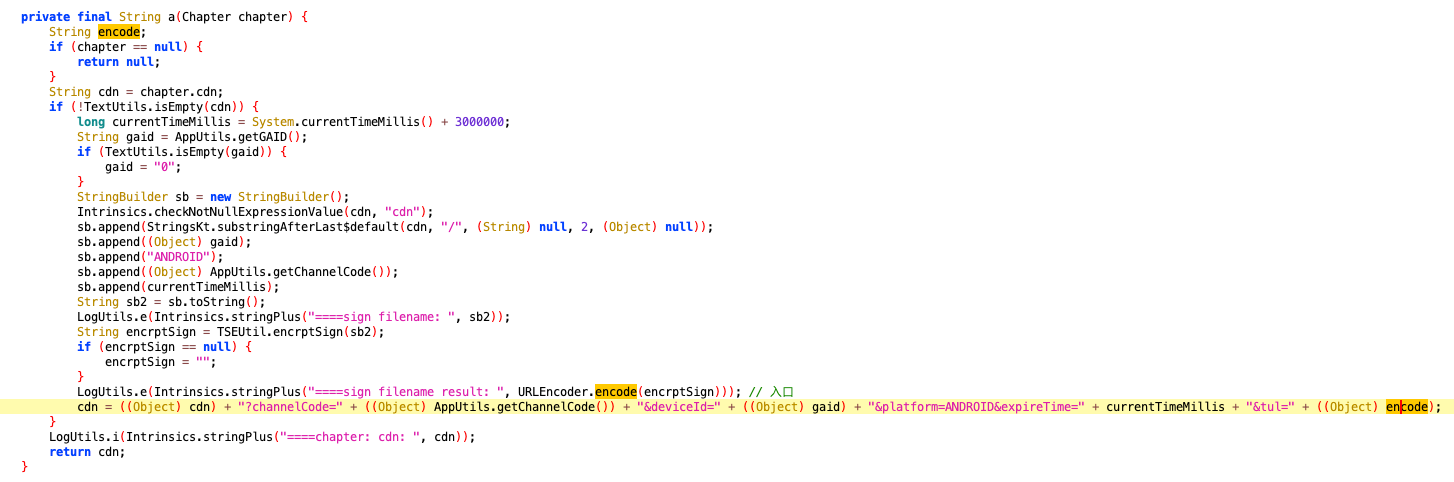 private final String a(Chapter chapter) {
String encode;
if (chapter == null) {
return null;
}
String cdn = chapter.cdn;
if (!TextUtils.isEmpty(cdn)) {
long currentTimeMillis = System.currentTimeMillis() + 3000000;
String gaid = AppUtils.getGAID();
if (TextUtils.isEmpty(gaid)) {
gaid = "0";
}
StringBuilder sb = new StringBuilder();
Intrinsics.checkNotNullExpressionValue(cdn, "cdn");
sb.append(StringsKt.substringAfterLast$default(cdn, "/", (String) null, 2, (Object) null));
sb.append((Object) gaid);
sb.append("ANDROID");
sb.append((Object) AppUtils.getChannelCode());
sb.append(currentTimeMillis);
String sb2 = sb.toString();
LogUtils.e(Intrinsics.stringPlus("====sign filename: ", sb2));
String encrptSign = TSEUtil.encrptSign(sb2);
if (encrptSign == null) {
encrptSign = "";
}
LogUtils.e(Intrinsics.stringPlus("====sign filename result: ", URLEncoder.encode(encrptSign))); // 入口
cdn = ((Object) cdn) + "?channelCode=" + ((Object) AppUtils.getChannelCode()) + "&deviceId=" + ((Object) gaid) + "&platform=ANDROID&expireTime=" + currentTimeMillis + "&tul=" + ((Object) encode);
}
LogUtils.i(Intrinsics.stringPlus("====chapter: cdn: ", cdn));
return cdn;
}